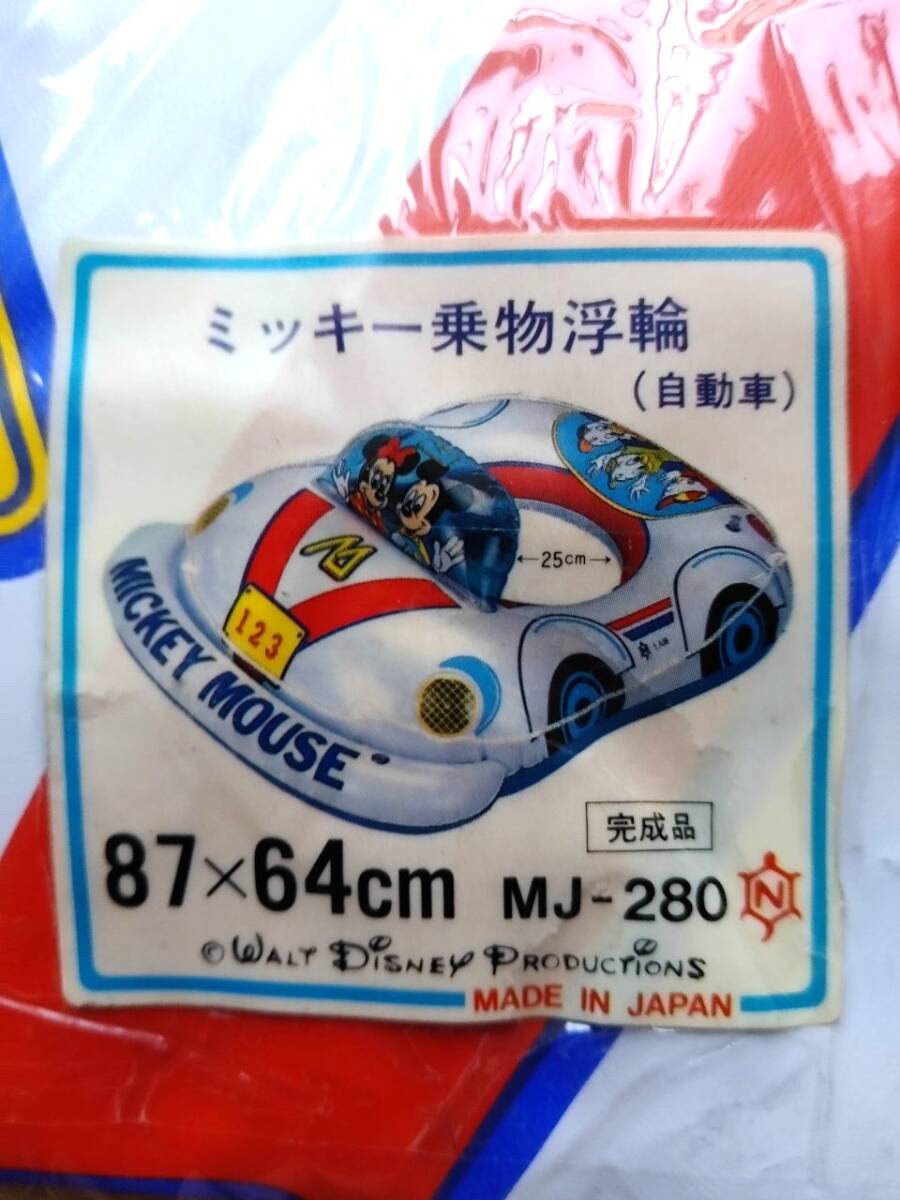 ミッキー乗物浮輪
（自動車）
25cm
123
MICKEY MOUSE
完成品
87×64cm MJ-280 N
©WALT DISNEY PRODUCTIONS
MADE IN JAPAN